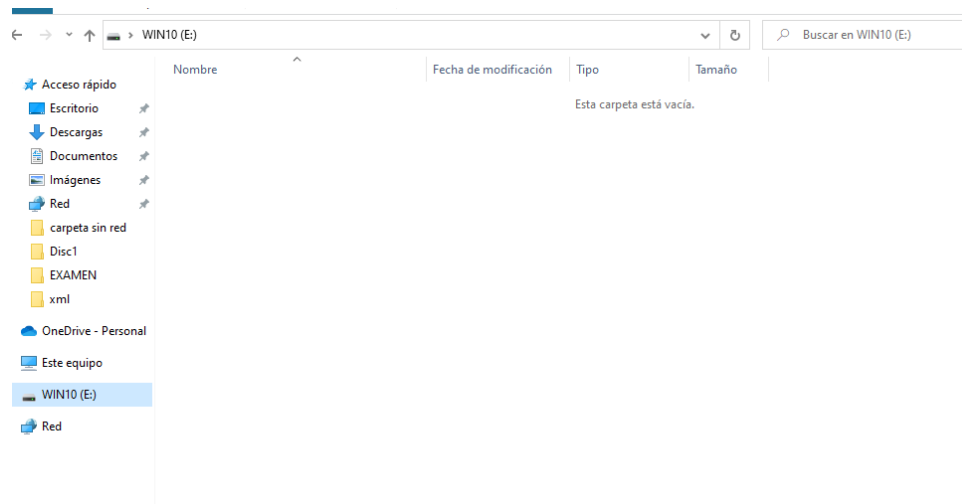 WIN10 (E:)
Buscar en WIN10 (E:)
Nombre
Fecha de modificación
Tipo
Tamaño
Esta carpeta está vacía.
Acceso rápido
Escritorio
Descargas
Documentos
Imágenes
Red
carpeta sin red
Disc1
EXAMEN
xml
OneDrive - Personal
Este equipo
WIN10 (E:)
Red